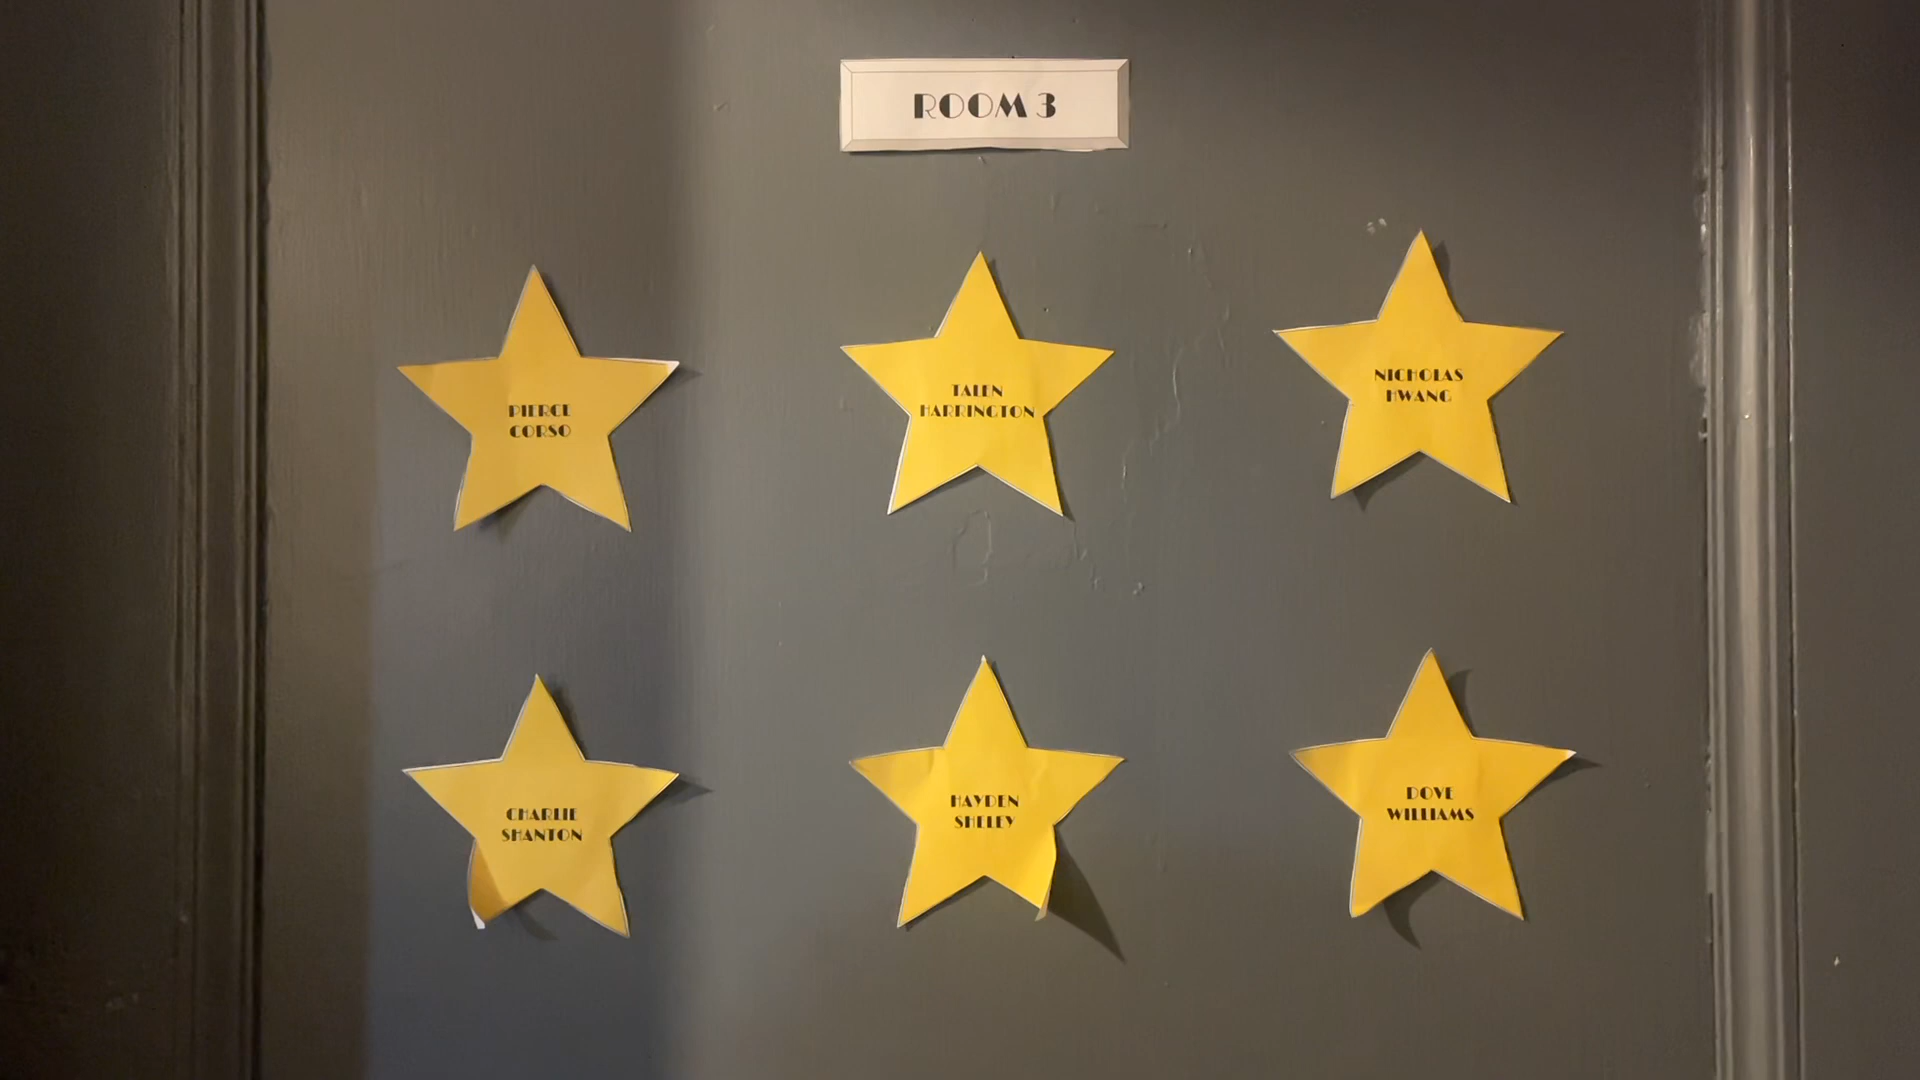 ROOM 3
PIERCE
CORSO
TALEN
HARRINGTON
NICHOLAS
HWANG
CHARLIE
SHANTON
HAYDEN
SHELEY
DOVE
WILLIAMS